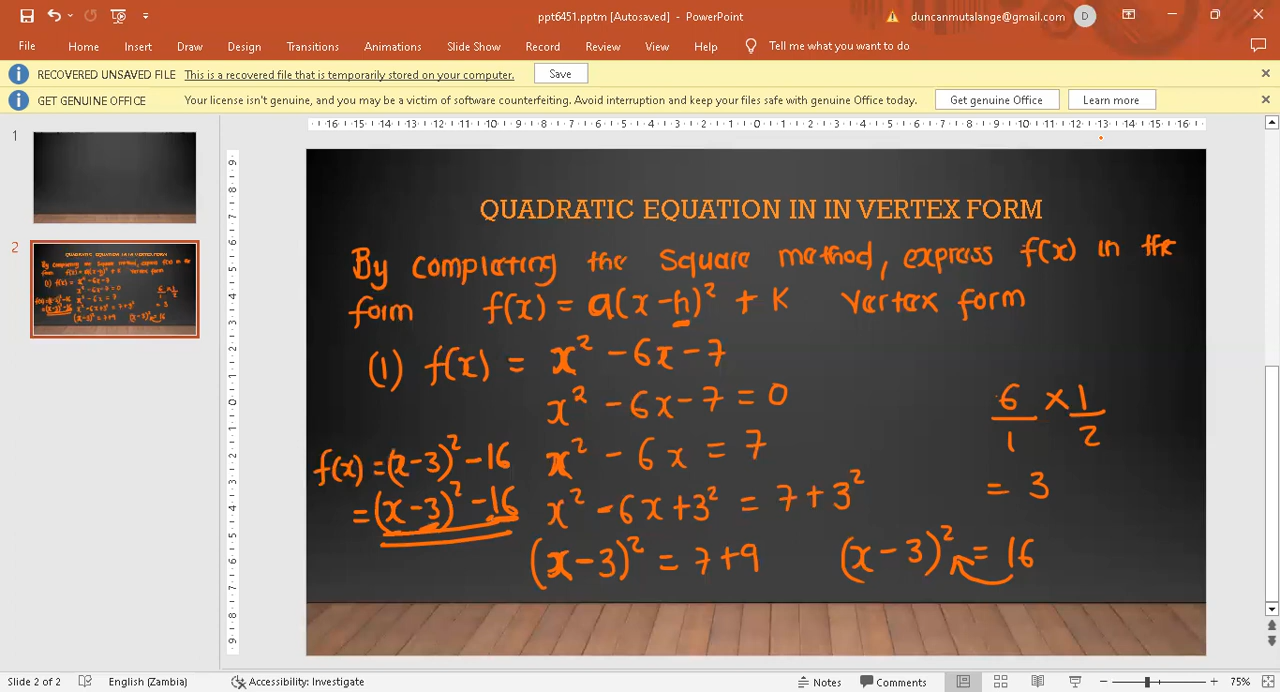 ppt6451.pptm [Autosaved] - PowerPoint
duncanmutalange@gmail.com D
File Home Insert Draw Design Transitions Animations Slide Show Record Review View Help Tell me what you want to do
RECOVERED UNSAVED FILE This is a recovered file that is temporarily stored on your computer. Save
GET GENUINE OFFICE Your license isn't genuine, and you may be a victim of software counterfeiting. Avoid interruption and keep your files safe with genuine Office today. Get genuine Office Learn more
1
2
QUADRATIC EQUATION IN IN VERTEX FORM
By completing the Square method, express f(x) in the
form f(x) = a(x-h)² + K Vertex form
(1) f(x) = x² - 6x - 7
x² - 6x - 7 = 0
x² - 6x = 7
x² - 6x + 3² = 7 + 3²
(x - 3)² = 7 + 9
(x - 3)² = 16
f(x) = (x - 3)² - 16
= (x - 3)² - 16
6/1 × 1/2
= 3
Slide 2 of 2 English (Zambia) Accessibility: Investigate Notes Comments 75%